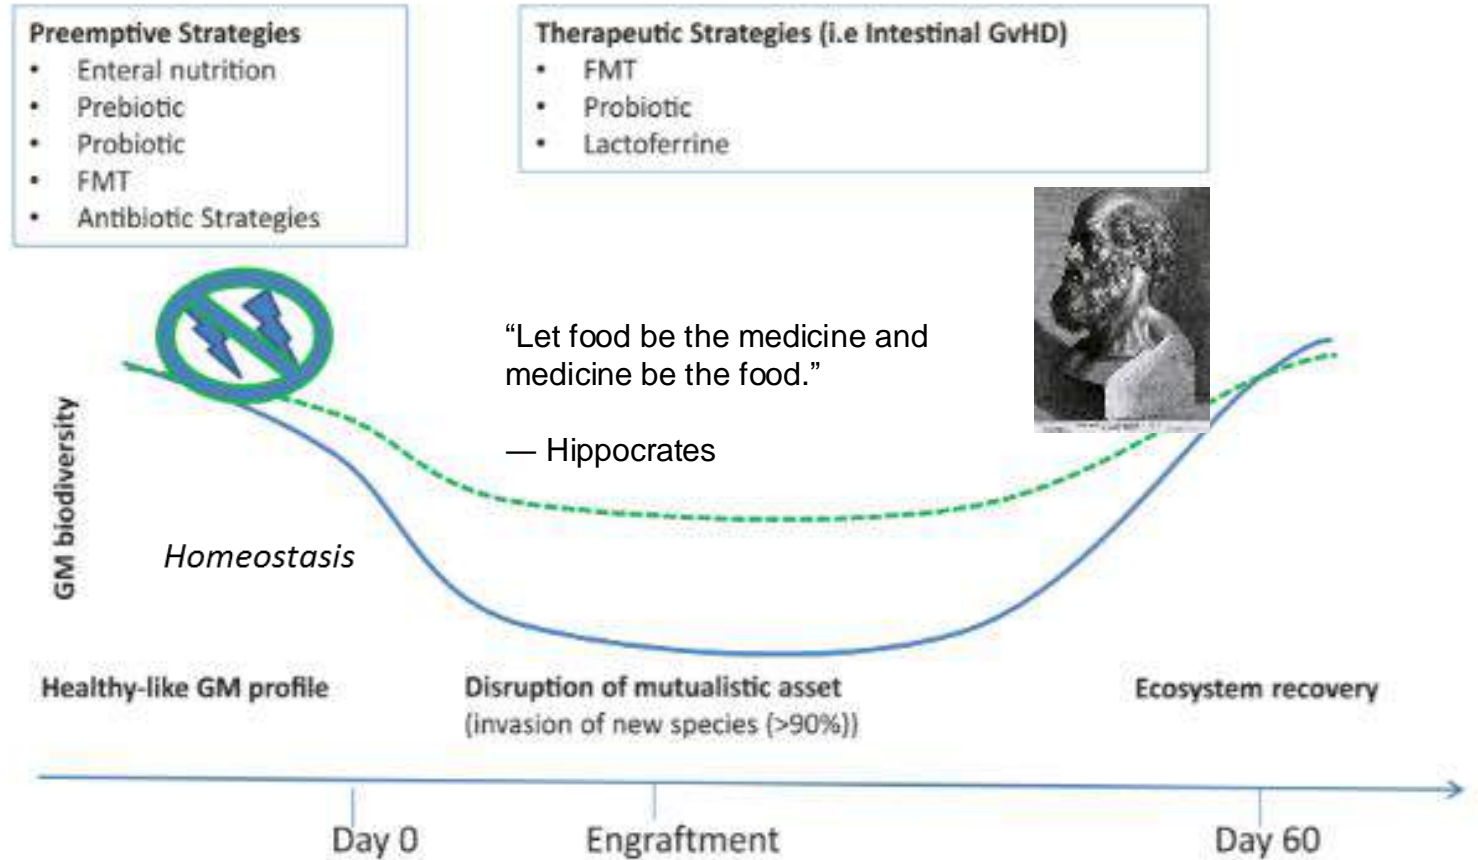 Preemptive Strategies
• Enteral nutrition
• Prebiotic
• Probiotic
• FMT
• Antibiotic Strategies
Therapeutic Strategies (i.e Intestinal GvHD)
• FMT
• Probiotic
• Lactoferrine
“Let food be the medicine and
medicine be the food.”
— Hippocrates
GM biodiversity
Homeostasis
Healthy-like GM profile
Disruption of mutualistic asset
(invasion of new species (>90%))
Ecosystem recovery
Day 0
Engraftment
Day 60